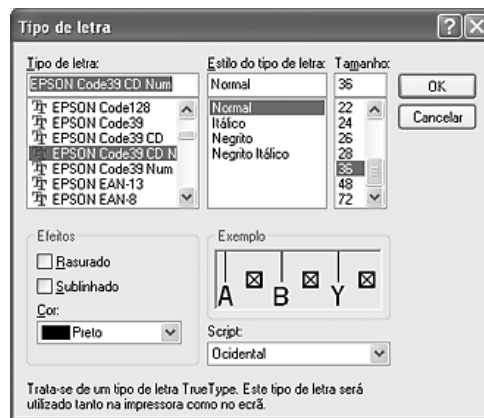 Tipo de letra
Tipo de letra:
EPSON Code39 CD Num
EPSON Code128
EPSON Code39
EPSON Code39 CD
EPSON Code39 CD N
EPSON Code39 Num
EPSON EAN-13
EPSON EAN-8
Estilo do tipo de letra:
Normal
Normal
Itálico
Negrito
Negrito Itálico
Tamanho:
36
22
24
26
28
36
48
72
OK
Cancelar
Efeitos
Rasurado
Sublinhado
Cor:
Preto
Exemplo
A B Y
Script:
Ocidental
Trata-se de um tipo de letra TrueType. Este tipo de letra será
utilizado tanto na impressora como no ecrã.